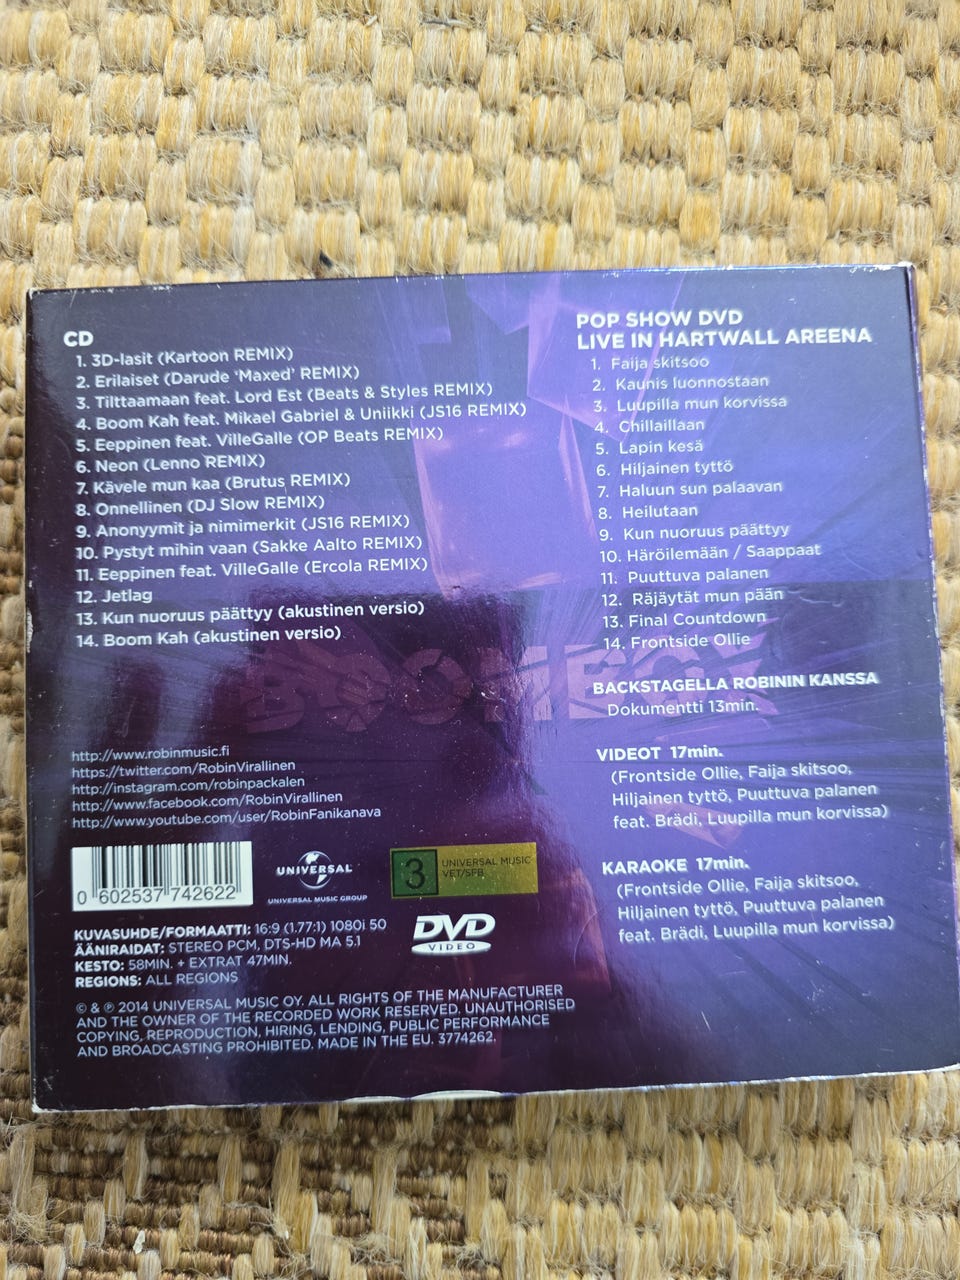 CD
1. 3D-lasit (Kartoon REMIX)
2. Erilaiset (Darude 'Maxed' REMIX)
3. Tilttaamaan feat. Lord Est (Beats & Styles REMIX)
4. Boom Kah feat. Mikael Gabriel & Uniikki (JS16 REMIX)
5. Eeppinen feat. VilleGalle (OP Beats REMIX)
6. Neon (Lenno REMIX)
7. Kävele mun kaa (Brutus REMIX)
8. Onnellinen (DJ Slow REMIX)
9. Anonyymit ja nimimerkit (JS16 REMIX)
10. Pystyt mihin vaan (Sakke Aalto REMIX)
11. Eeppinen feat. VilleGalle (Ercola REMIX)
12. Jetlag
13. Kun nuoruus päättyy (akustinen versio)
14. Boom Kah (akustinen versio)
POP SHOW DVD
LIVE IN HARTWALL AREENA
1. Faija skitsoo
2. Kaunis luonnostaan
3. Luupilla mun korvissa
4. Chillaillaan
5. Lapin kesä
6. Hiljainen tyttö
7. Haluun sun palaavan
8. Heilutaan
9. Kun nuoruus päättyy
10. Häröilemään / Saappaat
11. Puuttuva palanen
12. Räjäytät mun pään
13. Final Countdown
14. Frontside Ollie
BOOMBOX
BACKSTAGELLA ROBININ KANSSA
Dokumentti 13min.
VIDEOT 17min.
(Frontside Ollie, Faija skitsoo,
Hiljainen tyttö, Puuttuva palanen
feat. Brädi, Luupilla mun korvissa)
KARAOKE 17min.
(Frontside Ollie, Faija skitsoo,
Hiljainen tyttö, Puuttuva palanen
feat. Brädi, Luupilla mun korvissa)
http://www.robinmusic.fi
https://twitter.com/RobinVirallinen
http://instagram.com/robinpackalen
http://www.facebook.com/RobinVirallinen
http://www.youtube.com/user/RobinFanikanava
0 602537 742622
UNIVERSAL
UNIVERSAL MUSIC GROUP
3 UNIVERSAL MUSIC
VET/SFB
DVD
VIDEO
KUVASUHDE/FORMAATTI: 16:9 (1.77:1) 1080i 50
ÄÄNIRAIDAT: STEREO PCM, DTS-HD MA 5.1
KESTO: 58MIN. + EXTRAT 47MIN.
REGIONS: ALL REGIONS
© & ℗ 2014 UNIVERSAL MUSIC OY. ALL RIGHTS OF THE MANUFACTURER
AND THE OWNER OF THE RECORDED WORK RESERVED. UNAUTHORISED
COPYING, REPRODUCTION, HIRING, LENDING, PUBLIC PERFORMANCE
AND BROADCASTING PROHIBITED. MADE IN THE EU. 3774262.